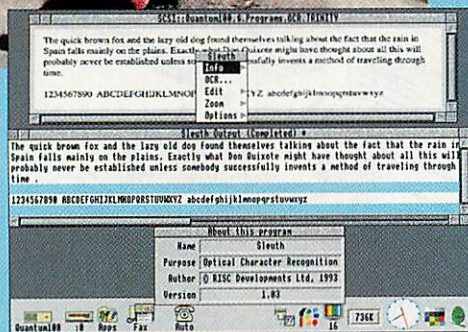 SCSI::Quantum100.$.Programs.OCR.TRINITY
The quick brown fox and the lazy old dog found themselves talking about the fact that the rain in
Spain falls mainly on the plains. Exactly what Don Quixote might have thought about all this will
probably never be established unless so successfully invents a method of traveling through
time.
1234567890 ABCDEFGHIJKLMNOP YZ abcdefghijklmnopqrstuvwxyz
Sleuth
Info
OCR...
Edit
Zoom
Options
Sleuth Output (Completed) *
The quick brown fox and the lazy old dog found themselves talking about the fact that the rain in
Spain falls mainly on the plains. Exactly what Don Quixote might have thought about all this will
probably never be established unless somebody successfully invents a method of traveling through
time .
1234567890 ABCDEFGHIJKLMNOPQRSTUVWXYZ abcdefghijklmnopqrstuvwxyz
About this program
Name Sleuth
Purpose Optical Character Recognition
Author © RISC Developments Ltd, 1993
Version 1.03
Quantum100 :0 Apps Fax Auto 16 736K